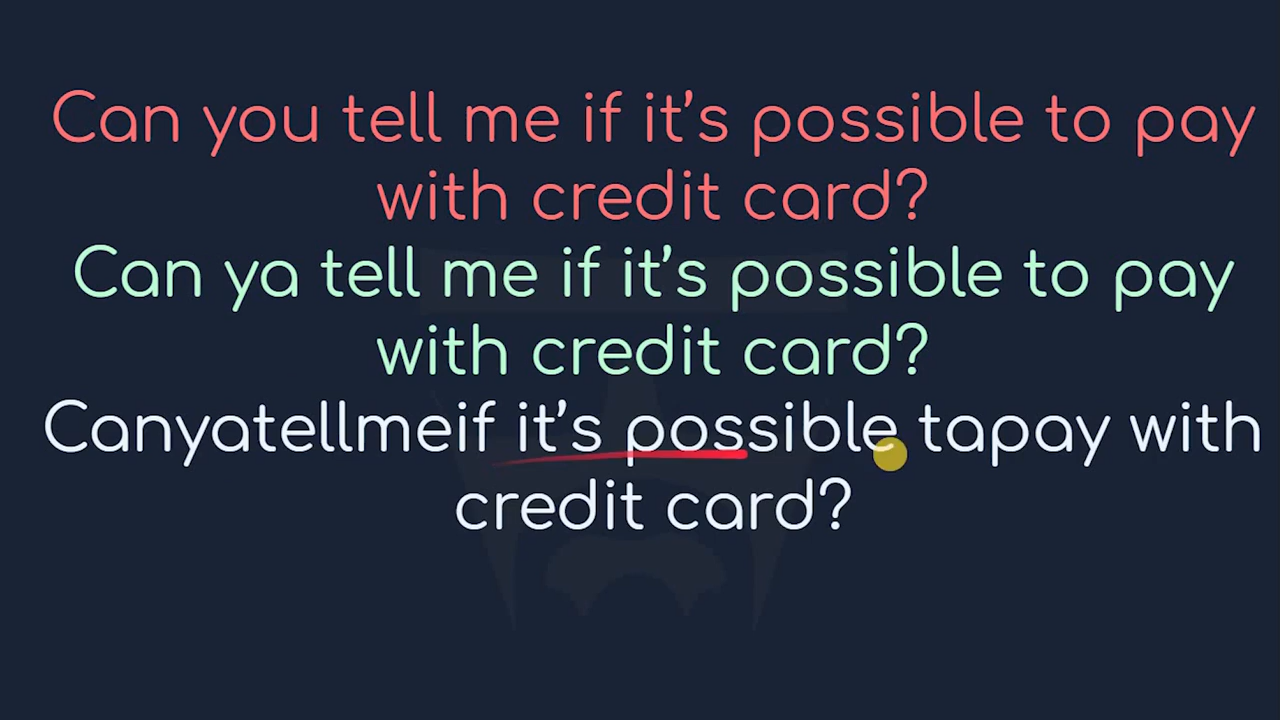 Can you tell me if it’s possible to pay
with credit card?
Can ya tell me if it’s possible to pay
with credit card?
Canyatellmeif it’s possible tapay with
credit card?